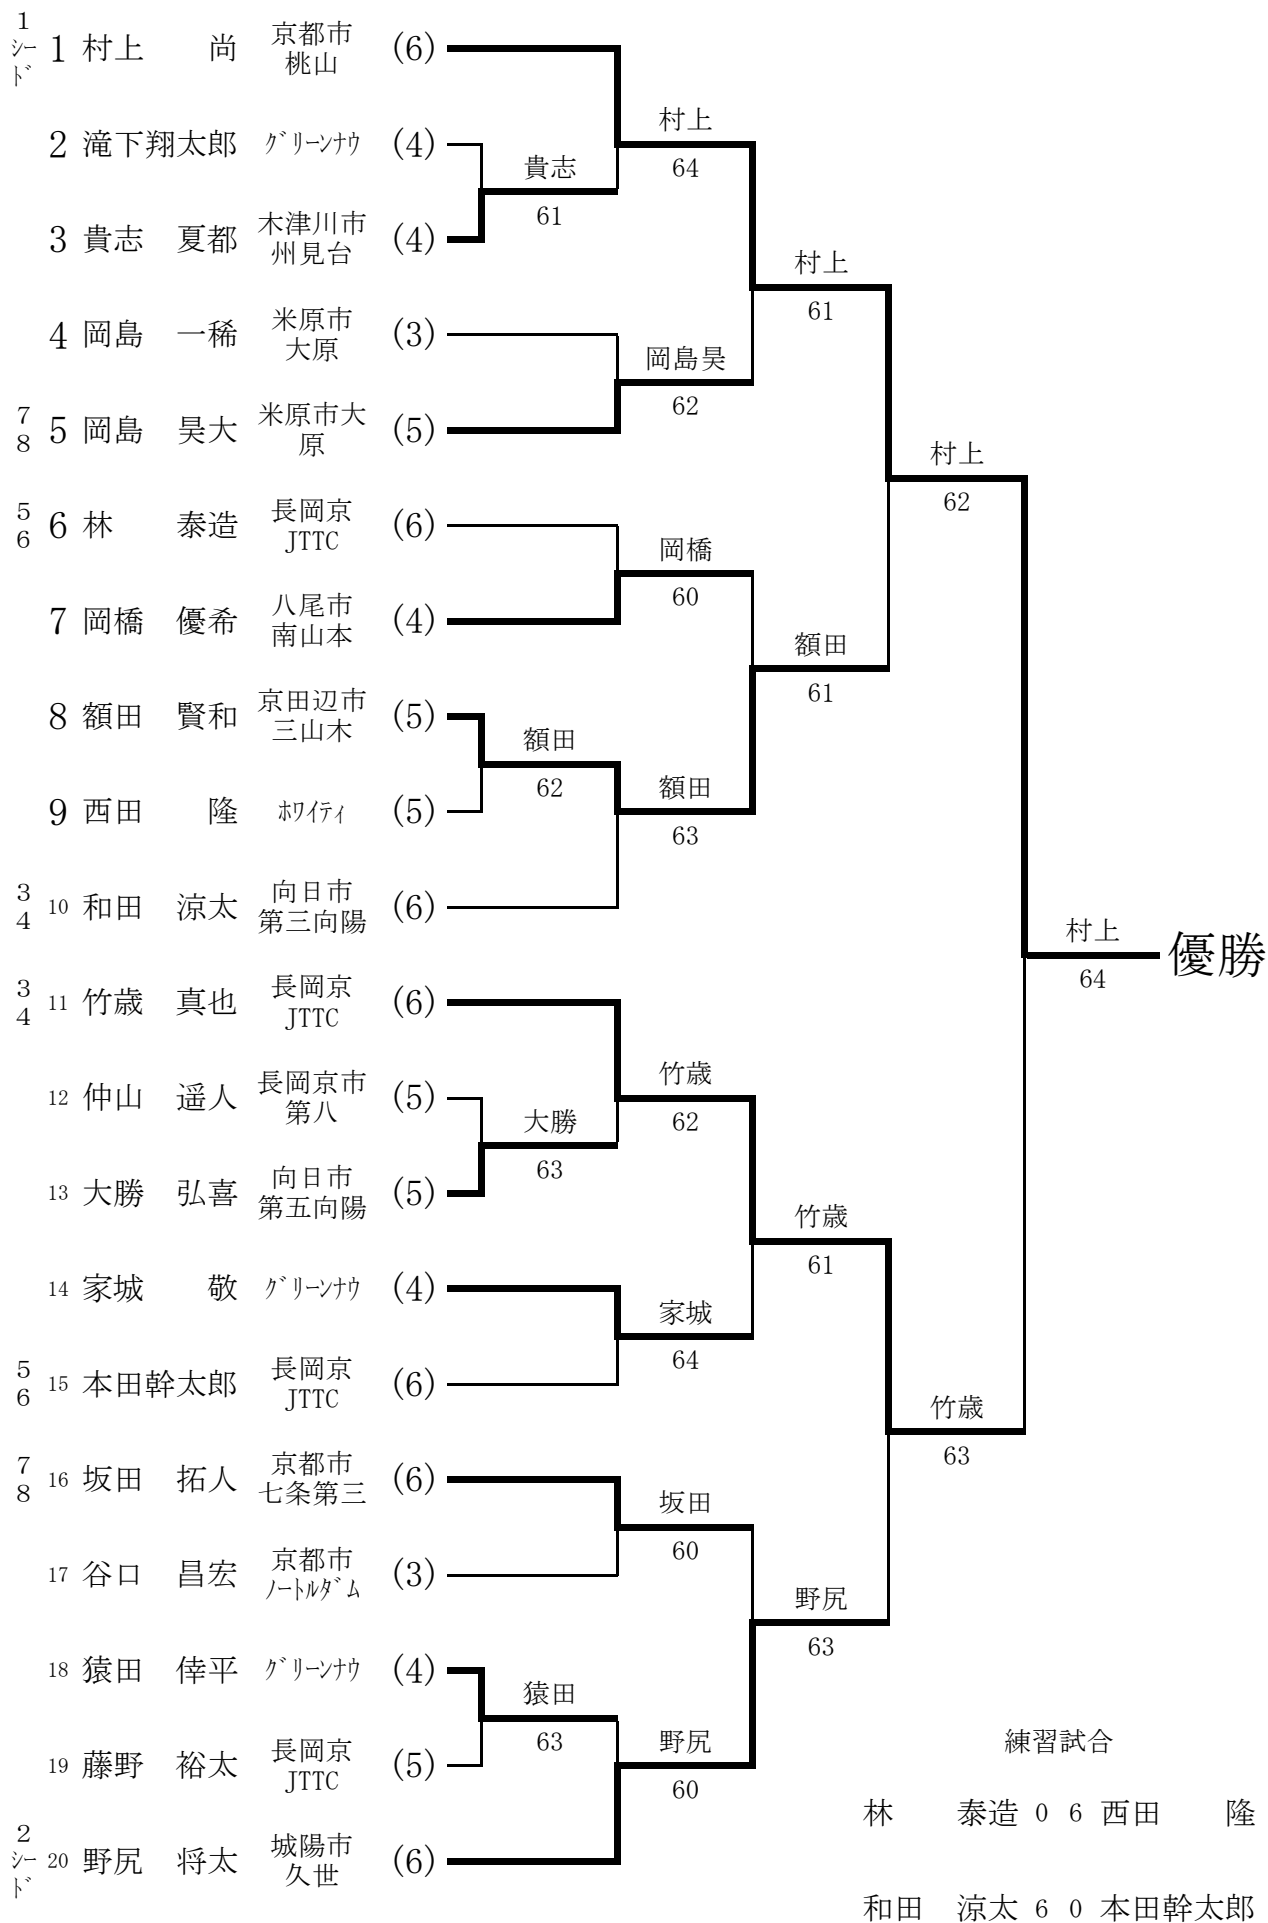 1 シード 1 村上 尚 京都市 桃山 (6)
2 滝下翔太郎 グリーンナウ (4)
3 貴志 夏都 木津川市 州見台 (4)
4 岡島 一稀 米原市 大原 (3)
7 8 5 岡島 昊大 米原市大 原 (5)
5 6 6 林 泰造 長岡京 JTTC (6)
7 岡橋 優希 八尾市 南山本 (4)
8 額田 賢和 京田辺市 三山木 (5)
9 西田 隆 ホワイティ (5)
3 4 10 和田 涼太 向日市 第三向陽 (6)
3 4 11 竹歳 真也 長岡京 JTTC (6)
12 仲山 遥人 長岡京市 第八 (5)
13 大勝 弘喜 向日市 第五向陽 (5)
14 家城 敬 グリーンナウ (4)
5 6 15 本田幹太郎 長岡京 JTTC (6)
7 8 16 坂田 拓人 京都市 七条第三 (6)
17 谷口 昌宏 京都市 ノートルダム (3)
18 猿田 倖平 グリーンナウ (4)
19 藤野 裕太 長岡京 JTTC (5)
2 シード 20 野尻 将太 城陽市 久世 (6)
貴志
61
額田
62
大勝
63
猿田
63
村上
64
岡島昊
62
岡橋
60
額田
63
竹歳
62
家城
64
坂田
60
野尻
60
村上
61
額田
61
竹歳
61
野尻
63
村上
62
竹歳
63
村上
64
優勝
練習試合
林 泰造 0 6 西田 隆
和田 涼太 6 0 本田幹太郎